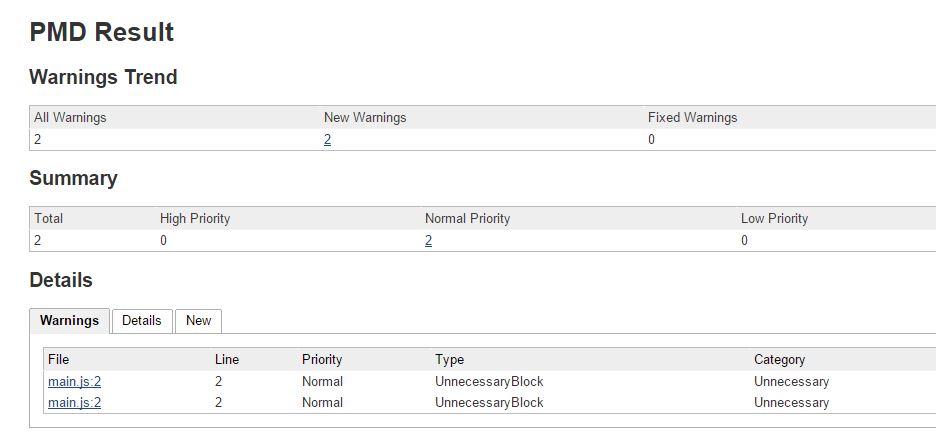 PMD Result
Warnings Trend
All Warnings New Warnings Fixed Warnings
2 2 0
Summary
Total High Priority Normal Priority Low Priority
2 0 2 0
Details
Warnings Details New
File Line Priority Type Category
main.js:2 2 Normal UnnecessaryBlock Unnecessary
main.js:2 2 Normal UnnecessaryBlock Unnecessary